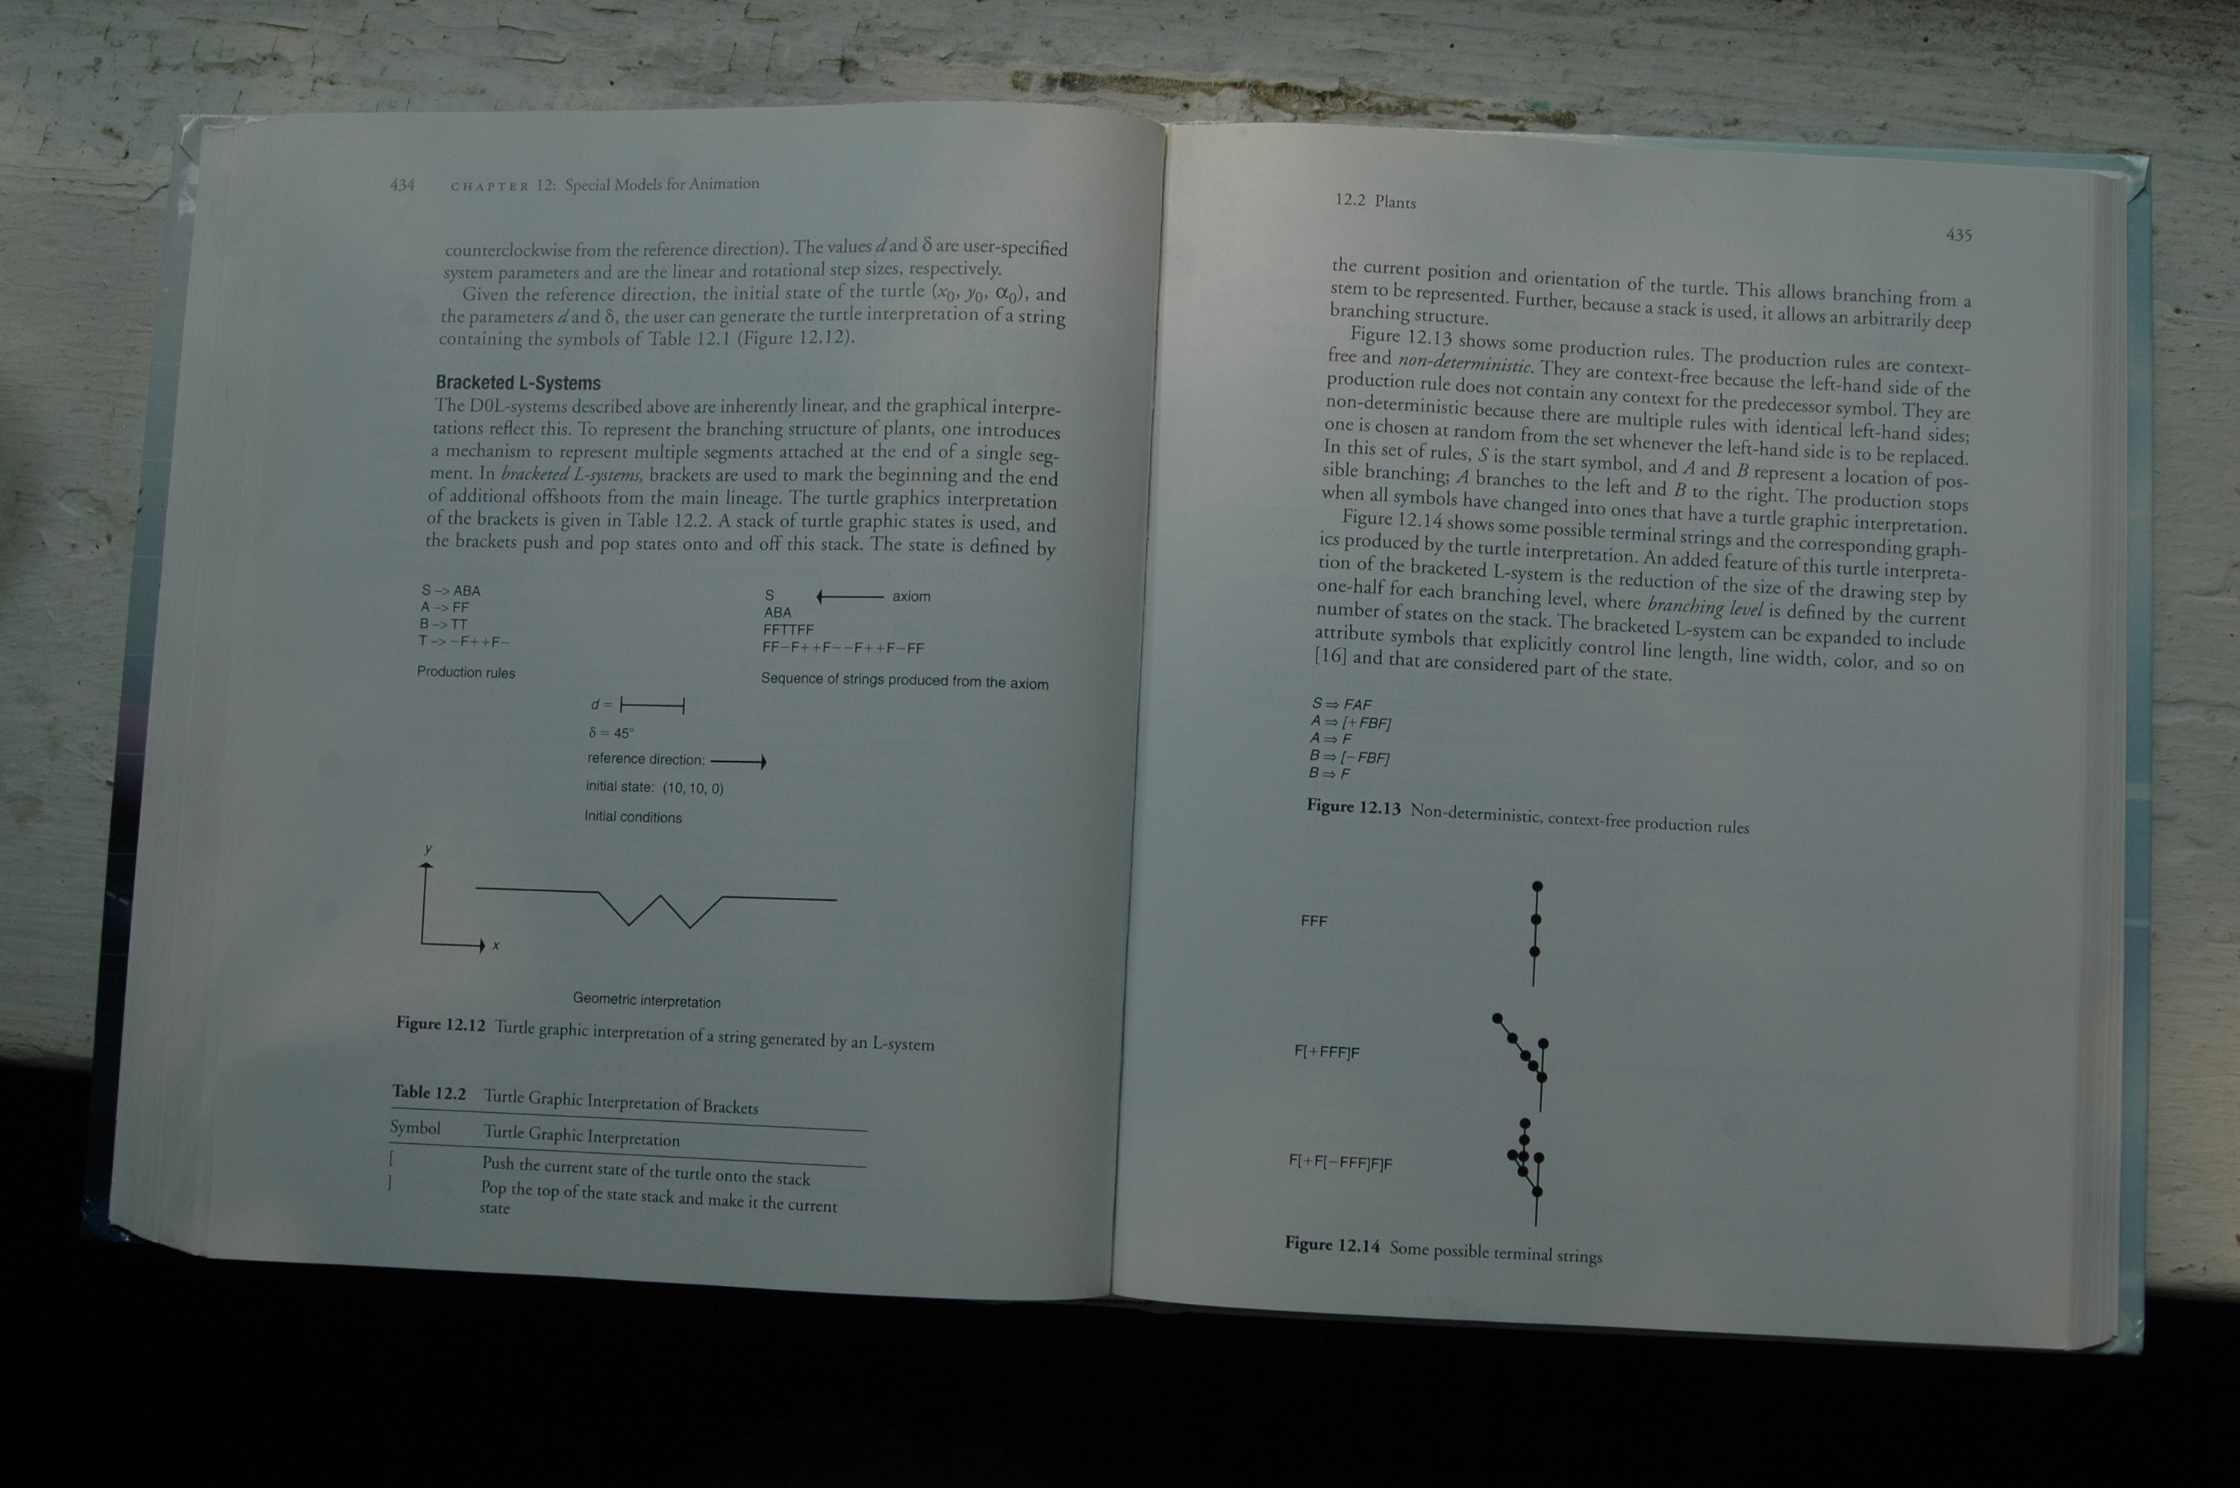 434 CHAPTER 12: Special Models for Animation
counterclockwise from the reference direction). The values d and δ are user-specified
system parameters and are the linear and rotational step sizes, respectively.
Given the reference direction, the initial state of the turtle (x₀, y₀, α₀), and
the parameters d and δ, the user can generate the turtle interpretation of a string
containing the symbols of Table 12.1 (Figure 12.12).
Bracketed L-Systems
The D0L-systems described above are inherently linear, and the graphical interpre-
tations reflect this. To represent the branching structure of plants, one introduces
a mechanism to represent multiple segments attached at the end of a single seg-
ment. In bracketed L-systems, brackets are used to mark the beginning and the end
of additional offshoots from the main lineage. The turtle graphics interpretation
of the brackets is given in Table 12.2. A stack of turtle graphic states is used, and
the brackets push and pop states onto and off this stack. The state is defined by
S -> ABA
A -> FF
B -> TT
T -> -F++F-
Production rules
S ← axiom
ABA
FFTTFF
FF-F++F--F++F-FF
Sequence of strings produced from the axiom
d =
δ = 45°
reference direction:
initial state: (10, 10, 0)
Initial conditions
y
x
Geometric interpretation
Figure 12.12 Turtle graphic interpretation of a string generated by an L-system
Table 12.2 Turtle Graphic Interpretation of Brackets
Symbol Turtle Graphic Interpretation
[ Push the current state of the turtle onto the stack
] Pop the top of the state stack and make it the current
state
12.2 Plants
435
the current position and orientation of the turtle. This allows branching from a
stem to be represented. Further, because a stack is used, it allows an arbitrarily deep
branching structure.
Figure 12.13 shows some production rules. The production rules are context-
free and non-deterministic. They are context-free because the left-hand side of the
production rule does not contain any context for the predecessor symbol. They are
non-deterministic because there are multiple rules with identical left-hand sides;
one is chosen at random from the set whenever the left-hand side is to be replaced.
In this set of rules, S is the start symbol, and A and B represent a location of pos-
sible branching; A branches to the left and B to the right. The production stops
when all symbols have changed into ones that have a turtle graphic interpretation.
Figure 12.14 shows some possible terminal strings and the corresponding graph-
ics produced by the turtle interpretation. An added feature of this turtle interpreta-
tion of the bracketed L-system is the reduction of the size of the drawing step by
one-half for each branching level, where branching level is defined by the current
number of states on the stack. The bracketed L-system can be expanded to include
attribute symbols that explicitly control line length, line width, color, and so on
[16] and that are considered part of the state.
S ⇒ FAF
A ⇒ [+FBF]
A ⇒ F
B ⇒ [-FBF]
B ⇒ F
Figure 12.13 Non-deterministic, context-free production rules
FFF
F[+FFF]F
F[+F[-FFF]F]F
Figure 12.14 Some possible terminal strings